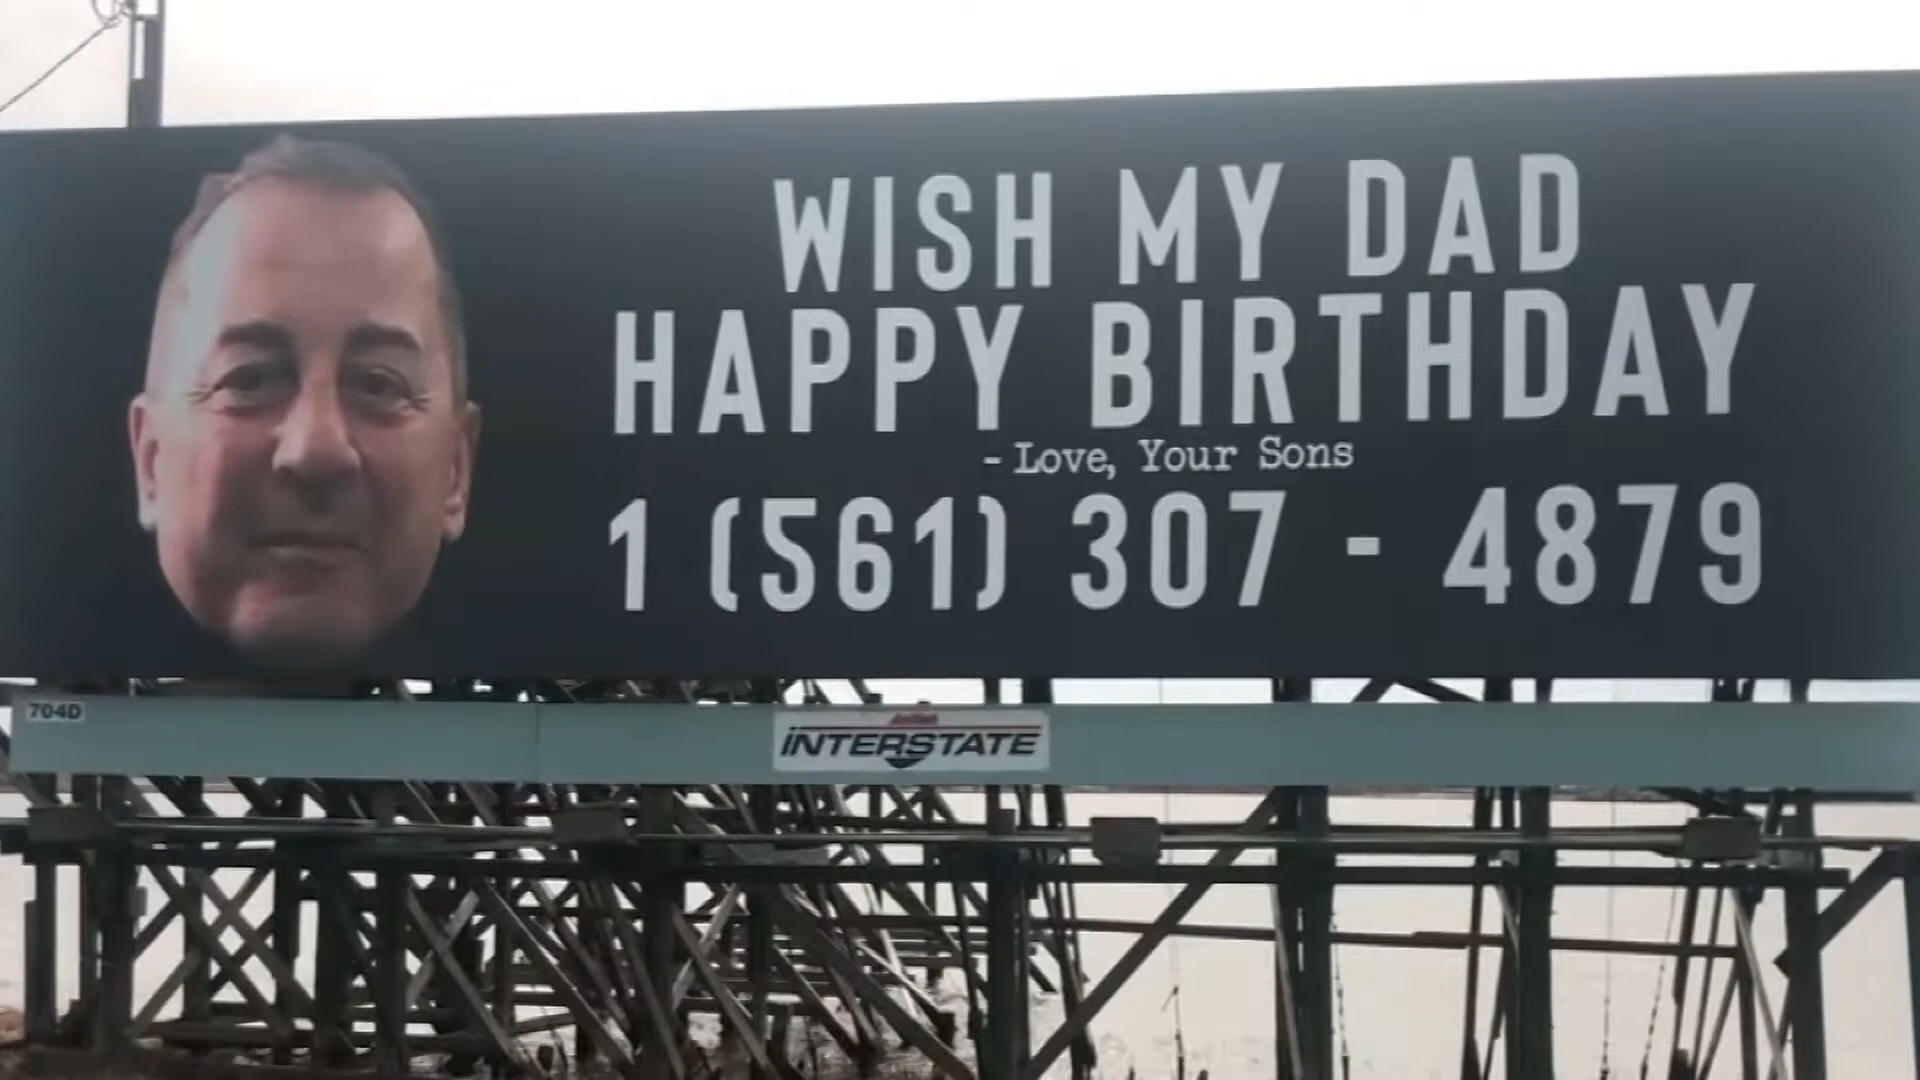 WISH MY DAD
HAPPY BIRTHDAY
- Love, Your Sons
1 (561) 307 - 4879
704D
INTERSTATE